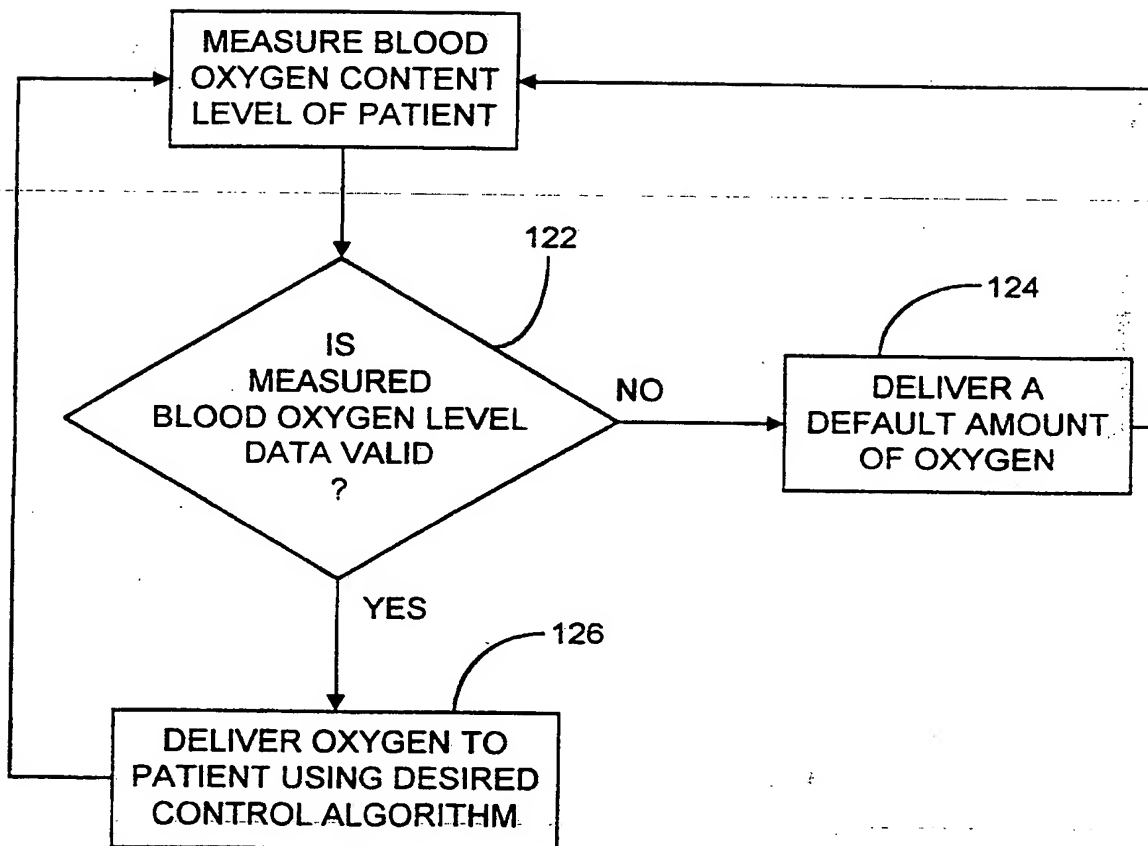 MEASURE BLOOD
OXYGEN CONTENT
LEVEL OF PATIENT
122
IS
MEASURED
BLOOD OXYGEN LEVEL
DATA VALID
?
NO
124
DELIVER A
DEFAULT AMOUNT
OF OXYGEN
YES
126
DELIVER OXYGEN TO
PATIENT USING DESIRED
CONTROL ALGORITHM